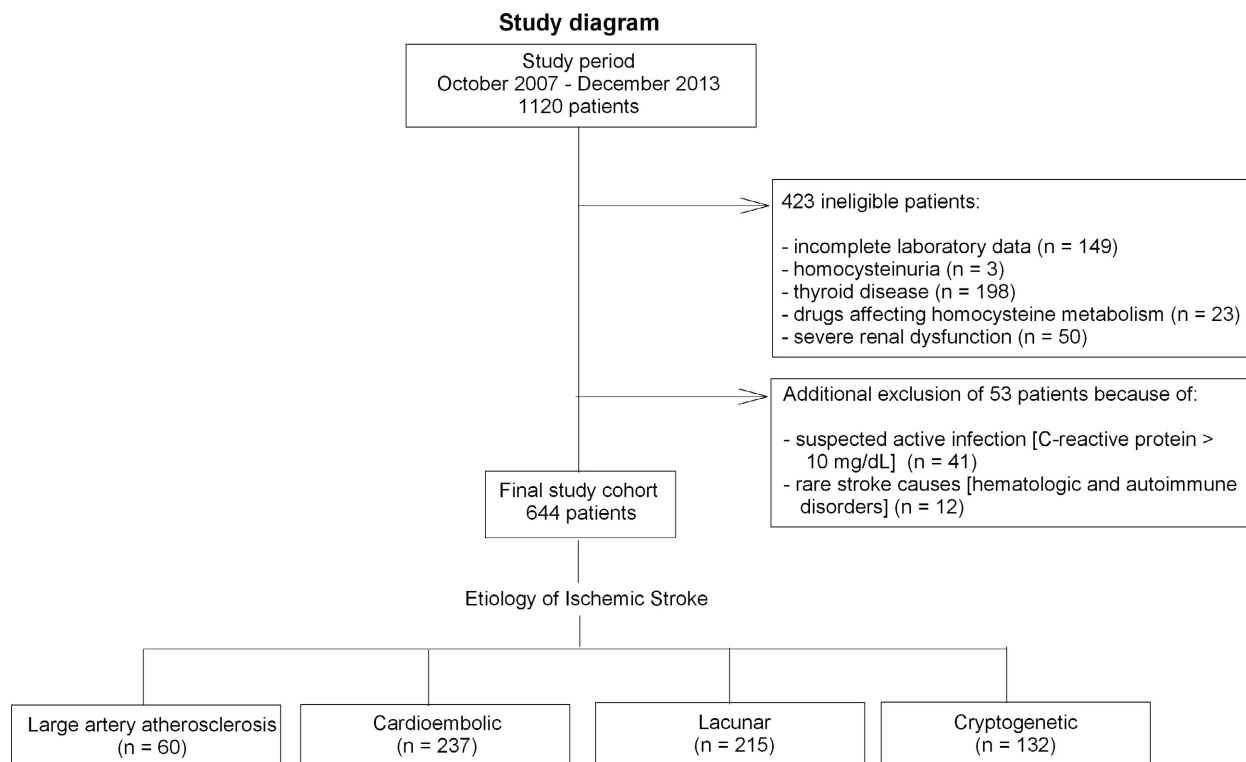 Study diagram
Study period
October 2007 - December 2013
1120 patients
423 ineligible patients:
- incomplete laboratory data (n = 149)
- homocysteinuria (n = 3)
- thyroid disease (n = 198)
- drugs affecting homocysteine metabolism (n = 23)
- severe renal dysfunction (n = 50)
Additional exclusion of 53 patients because of:
- suspected active infection [C-reactive protein >
10 mg/dL] (n = 41)
- rare stroke causes [hematologic and autoimmune
disorders] (n = 12)
Final study cohort
644 patients
Etiology of Ischemic Stroke
Large artery atherosclerosis
(n = 60)
Cardioembolic
(n = 237)
Lacunar
(n = 215)
Cryptogenetic
(n = 132)